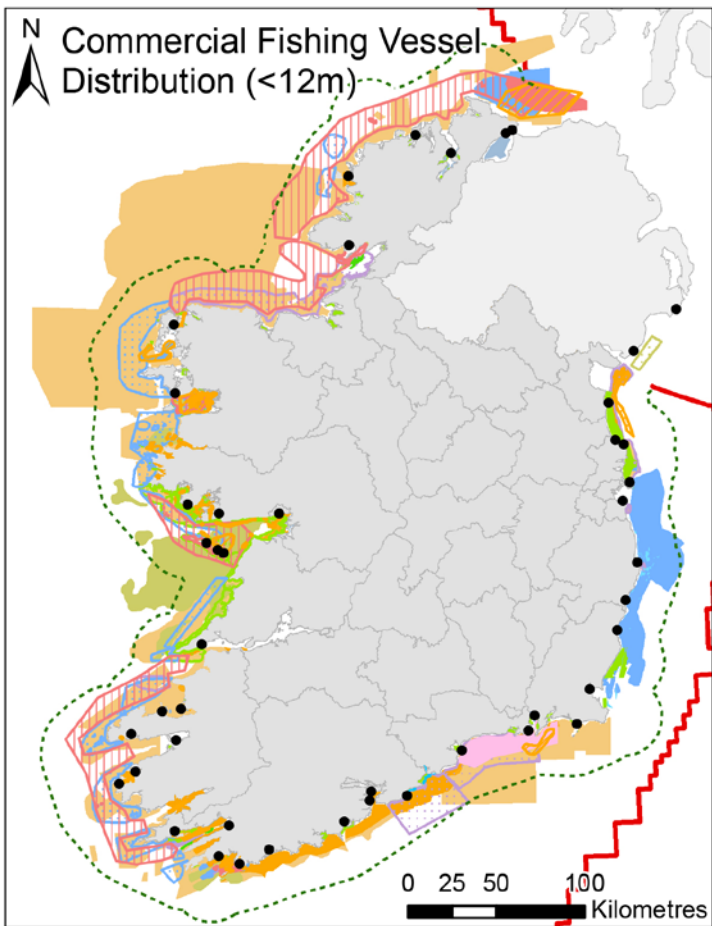 N
Commercial Fishing Vessel
Distribution (<12m)
0 25 50 100
Kilometres